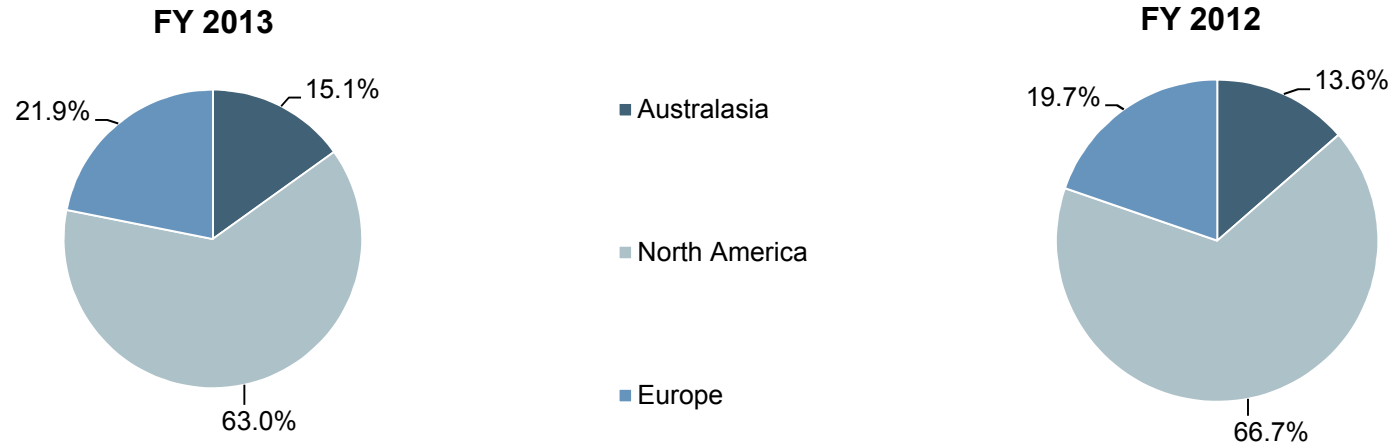 FY 2013
15.1%
21.9%
63.0%
Australasia
North America
Europe
FY 2012
13.6%
19.7%
66.7%